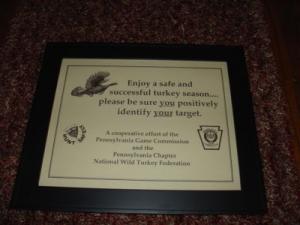 Enjoy a safe and
successful turkey season....
please be sure you positively
identify your target.
A cooperative effort of the
Pennsylvania Game Commission
and the
Pennsylvania Chapter
National Wild Turkey Federation